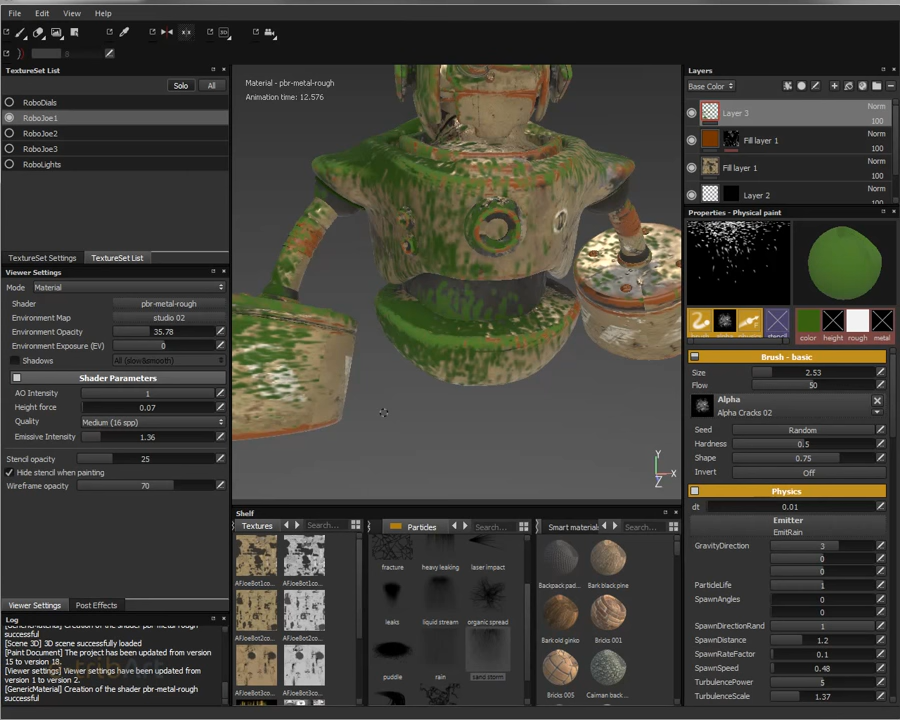 File Edit View Help
TextureSet List
Solo All
RoboDials
RoboJoe1
RoboJoe2
RoboJoe3
RoboLights
TextureSet Settings TextureSet List
Viewer Settings
Mode Material
Shader pbr-metal-rough
Environment Map studio 02
Environment Opacity 35.78
Environment Exposure (EV) 0
Shadows All (slow&smooth)
Shader Parameters
AO Intensity 1
Height force 0.07
Quality Medium (16 spp)
Emissive Intensity 1.36
Stencil opacity 25
Hide stencil when painting
Wireframe opacity 70
Viewer Settings Post Effects
Log
successful
[Scene 3D] 3D scene successfully loaded
[Paint Document] The project has been updated from
version 15 to version 18.
[Viewer settings] Viewer settings have been updated from
version 1 to version 2.
[GenericMaterial] Creation of the shader pbr-metal-rough
successful
Material - pbr-metal-rough
Animation time: 12.576
Y
X
Z
Shelf
Textures Search...
AFJoeBot1co...
AFJoeBot1co...
AFJoeBot2co...
AFJoeBot2co...
AFJoeBot3co...
AFJoeBot3co...
Particles Search...
fracture heavy leaking laser impact
leaks liquid stream organic spread
puddle rain sand storm
Smart materials Search...
Backpack pad... Bark black pine
Bark old ginko Bricks 001
Bricks 005 Caiman back...
Layers
Base Color
Layer 3 Norm 100
Fill layer 1 Norm 100
Fill layer 1 Norm 100
Layer 2 Norm
Properties - Physical paint
color height rough metal
Brush - basic
Size 2.53
Flow 50
Alpha
Alpha Cracks 02
Seed Random
Hardness 0.5
Shape 0.75
Invert Off
Physics
dt 0.01
Emitter
EmitRain
GravityDirection 3
0
0
ParticleLife 1
SpawnAngles 0
0
SpawnDirectionRand 1
SpawnDistance 1.2
SpawnRateFactor 0.1
SpawnSpeed 0.48
TurbulencePower 5
TurbulenceScale 1.37